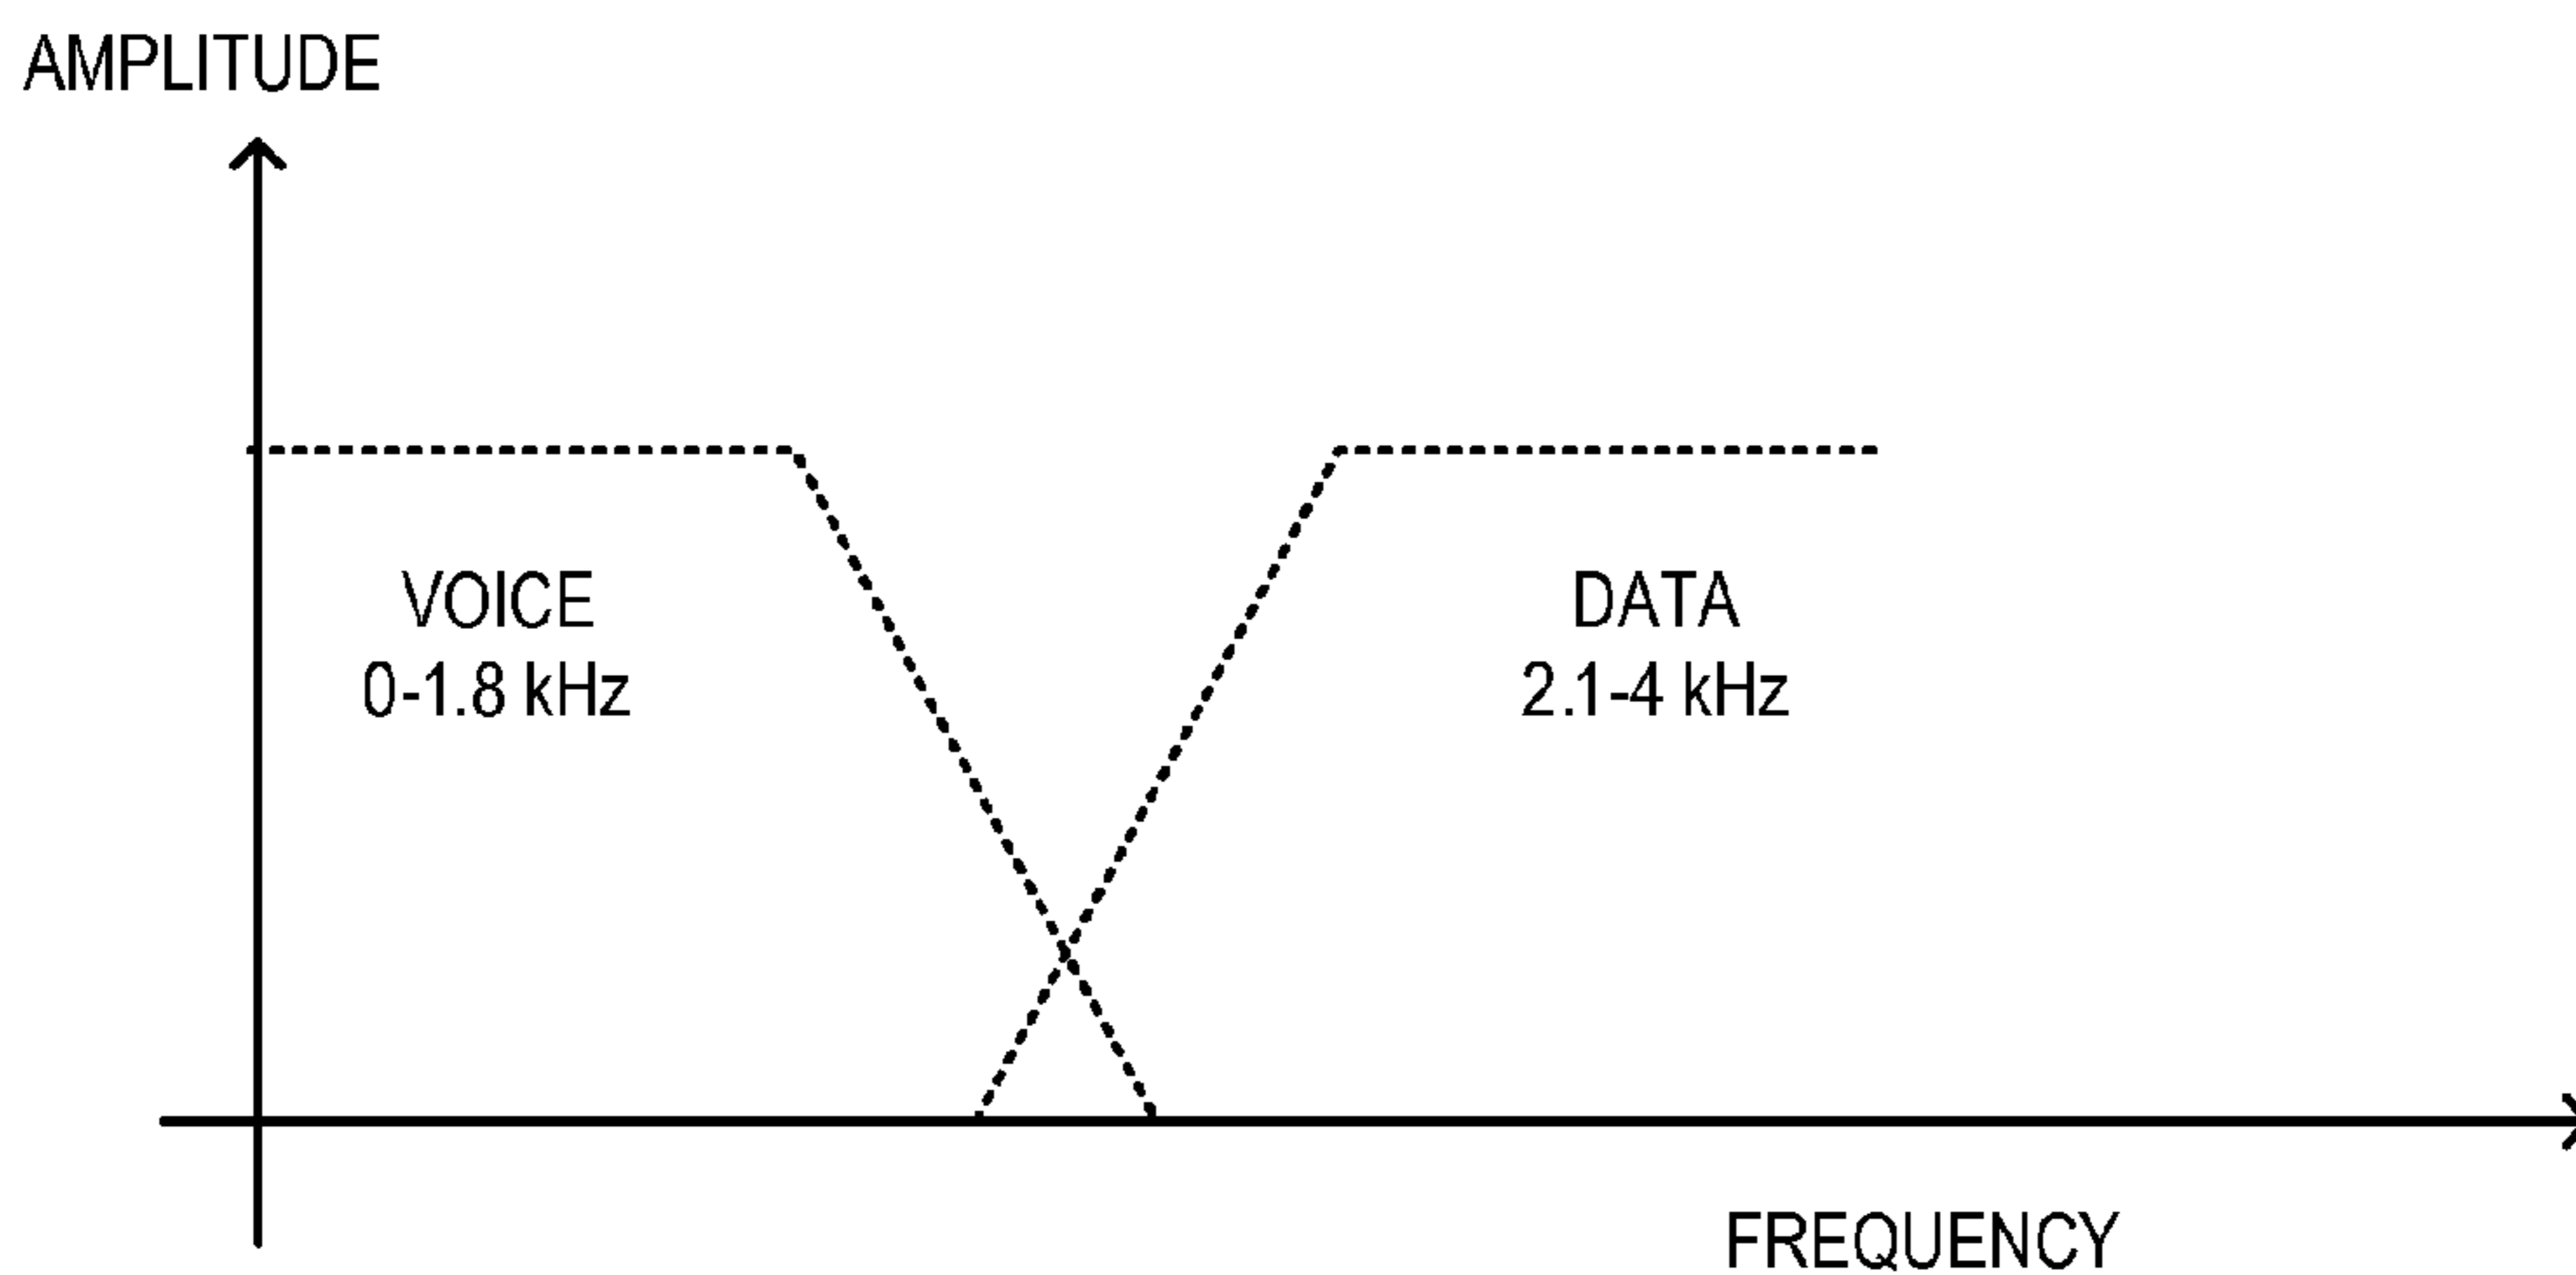 AMPLITUDE
VOICE
0-1.8 kHz
DATA
2.1-4 kHz
FREQUENCY